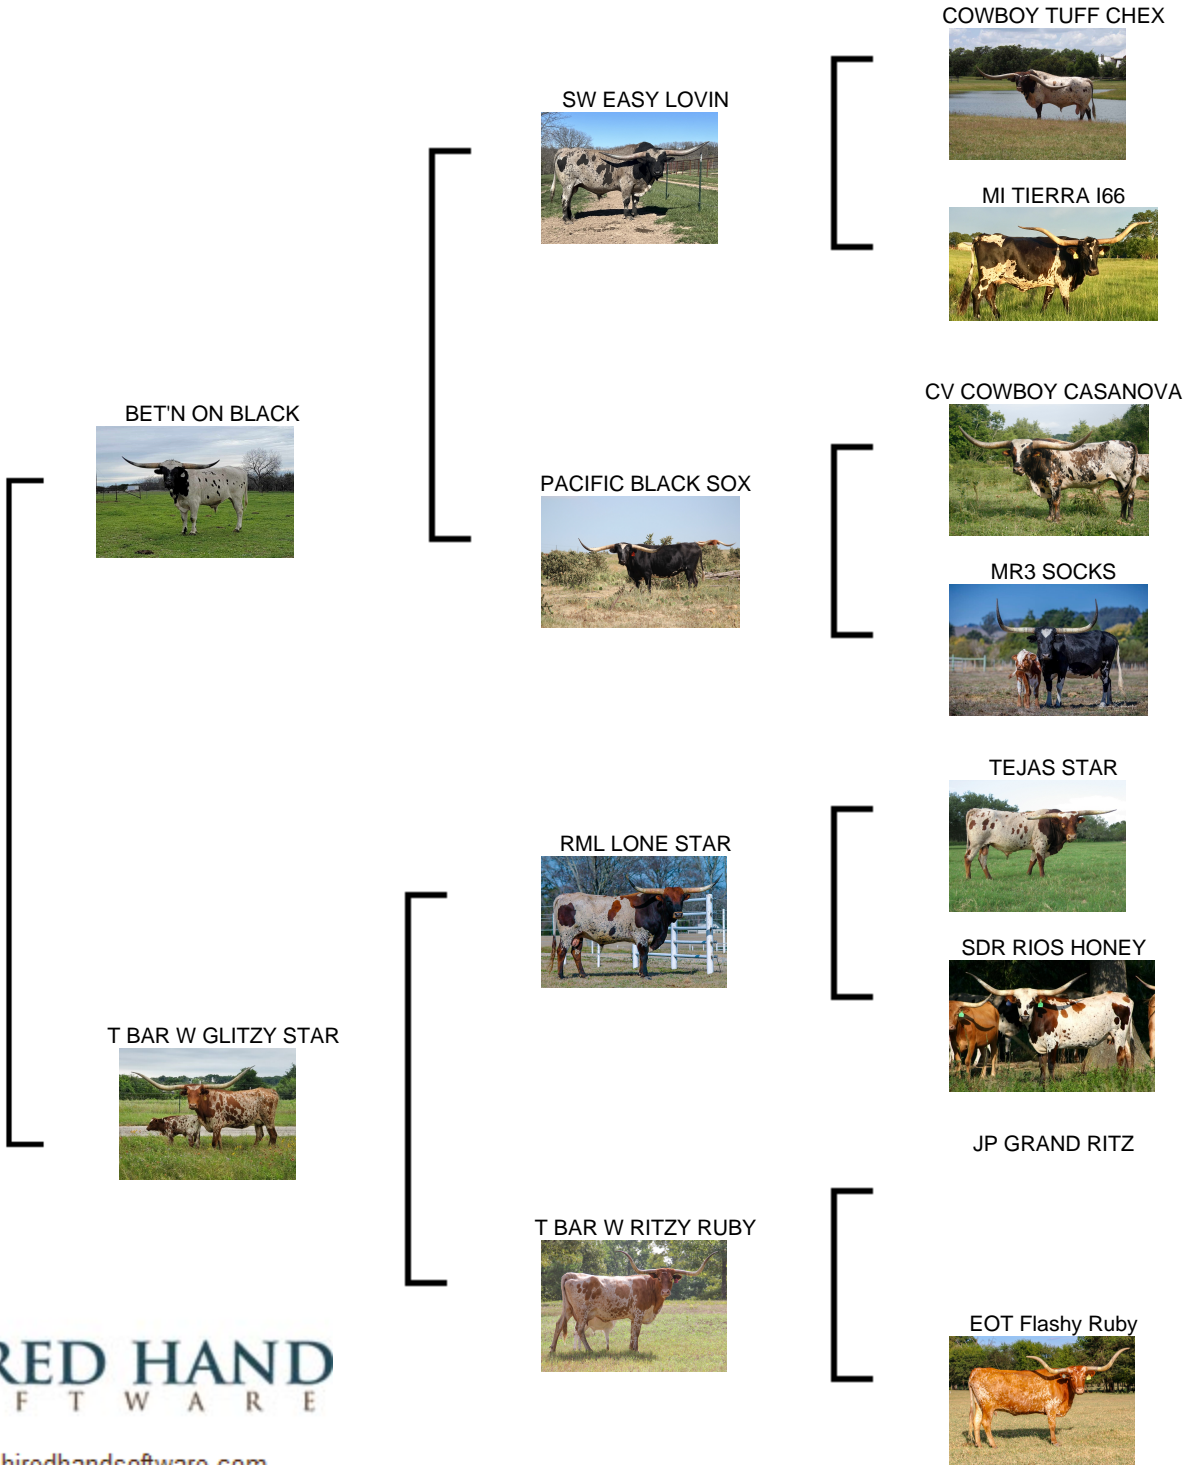 COWBOY TUFF CHEX
SW EASY LOVIN
MI TIERRA I66
BET'N ON BLACK
CV COWBOY CASANOVA
PACIFIC BLACK SOX
MR3 SOCKS
TEJAS STAR
RML LONE STAR
SDR RIOS HONEY
T BAR W GLITZY STAR
JP GRAND RITZ
T BAR W RITZY RUBY
EOT Flashy Ruby
RED HAND
F T W A R E
hiredhandsoftware.com